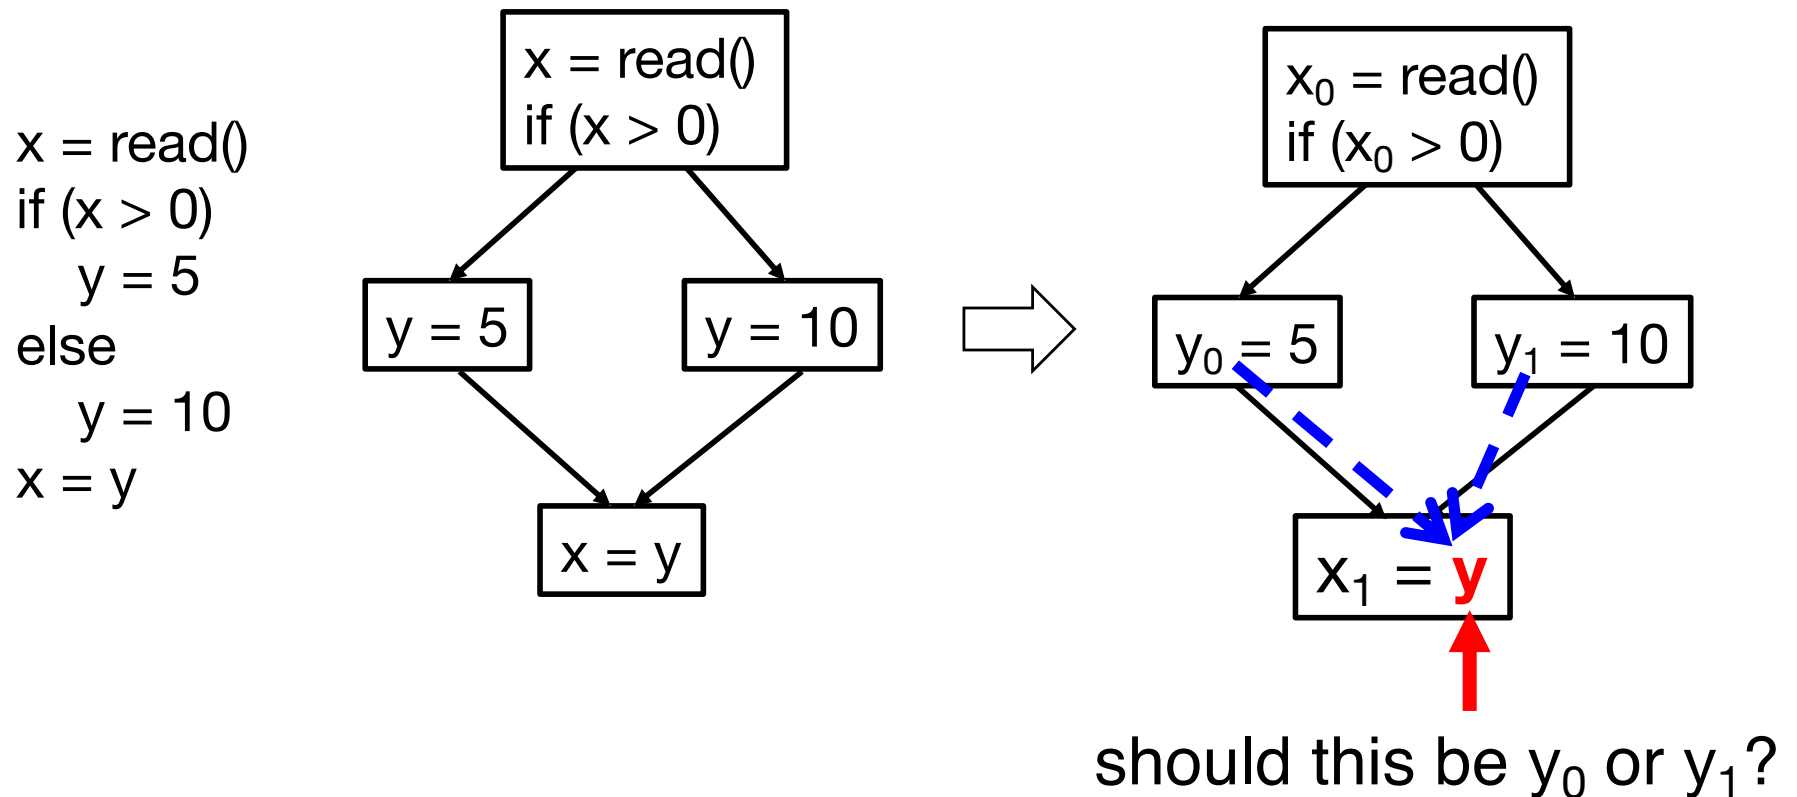 x = read()
if (x > 0)
y = 5
else
y = 10
x = y
x = read()
if (x > 0)
y = 5
y = 10
x = y
x₀ = read()
if (x₀ > 0)
y₀ = 5
y₁ = 10
x₁ = y
should this be y₀ or y₁?